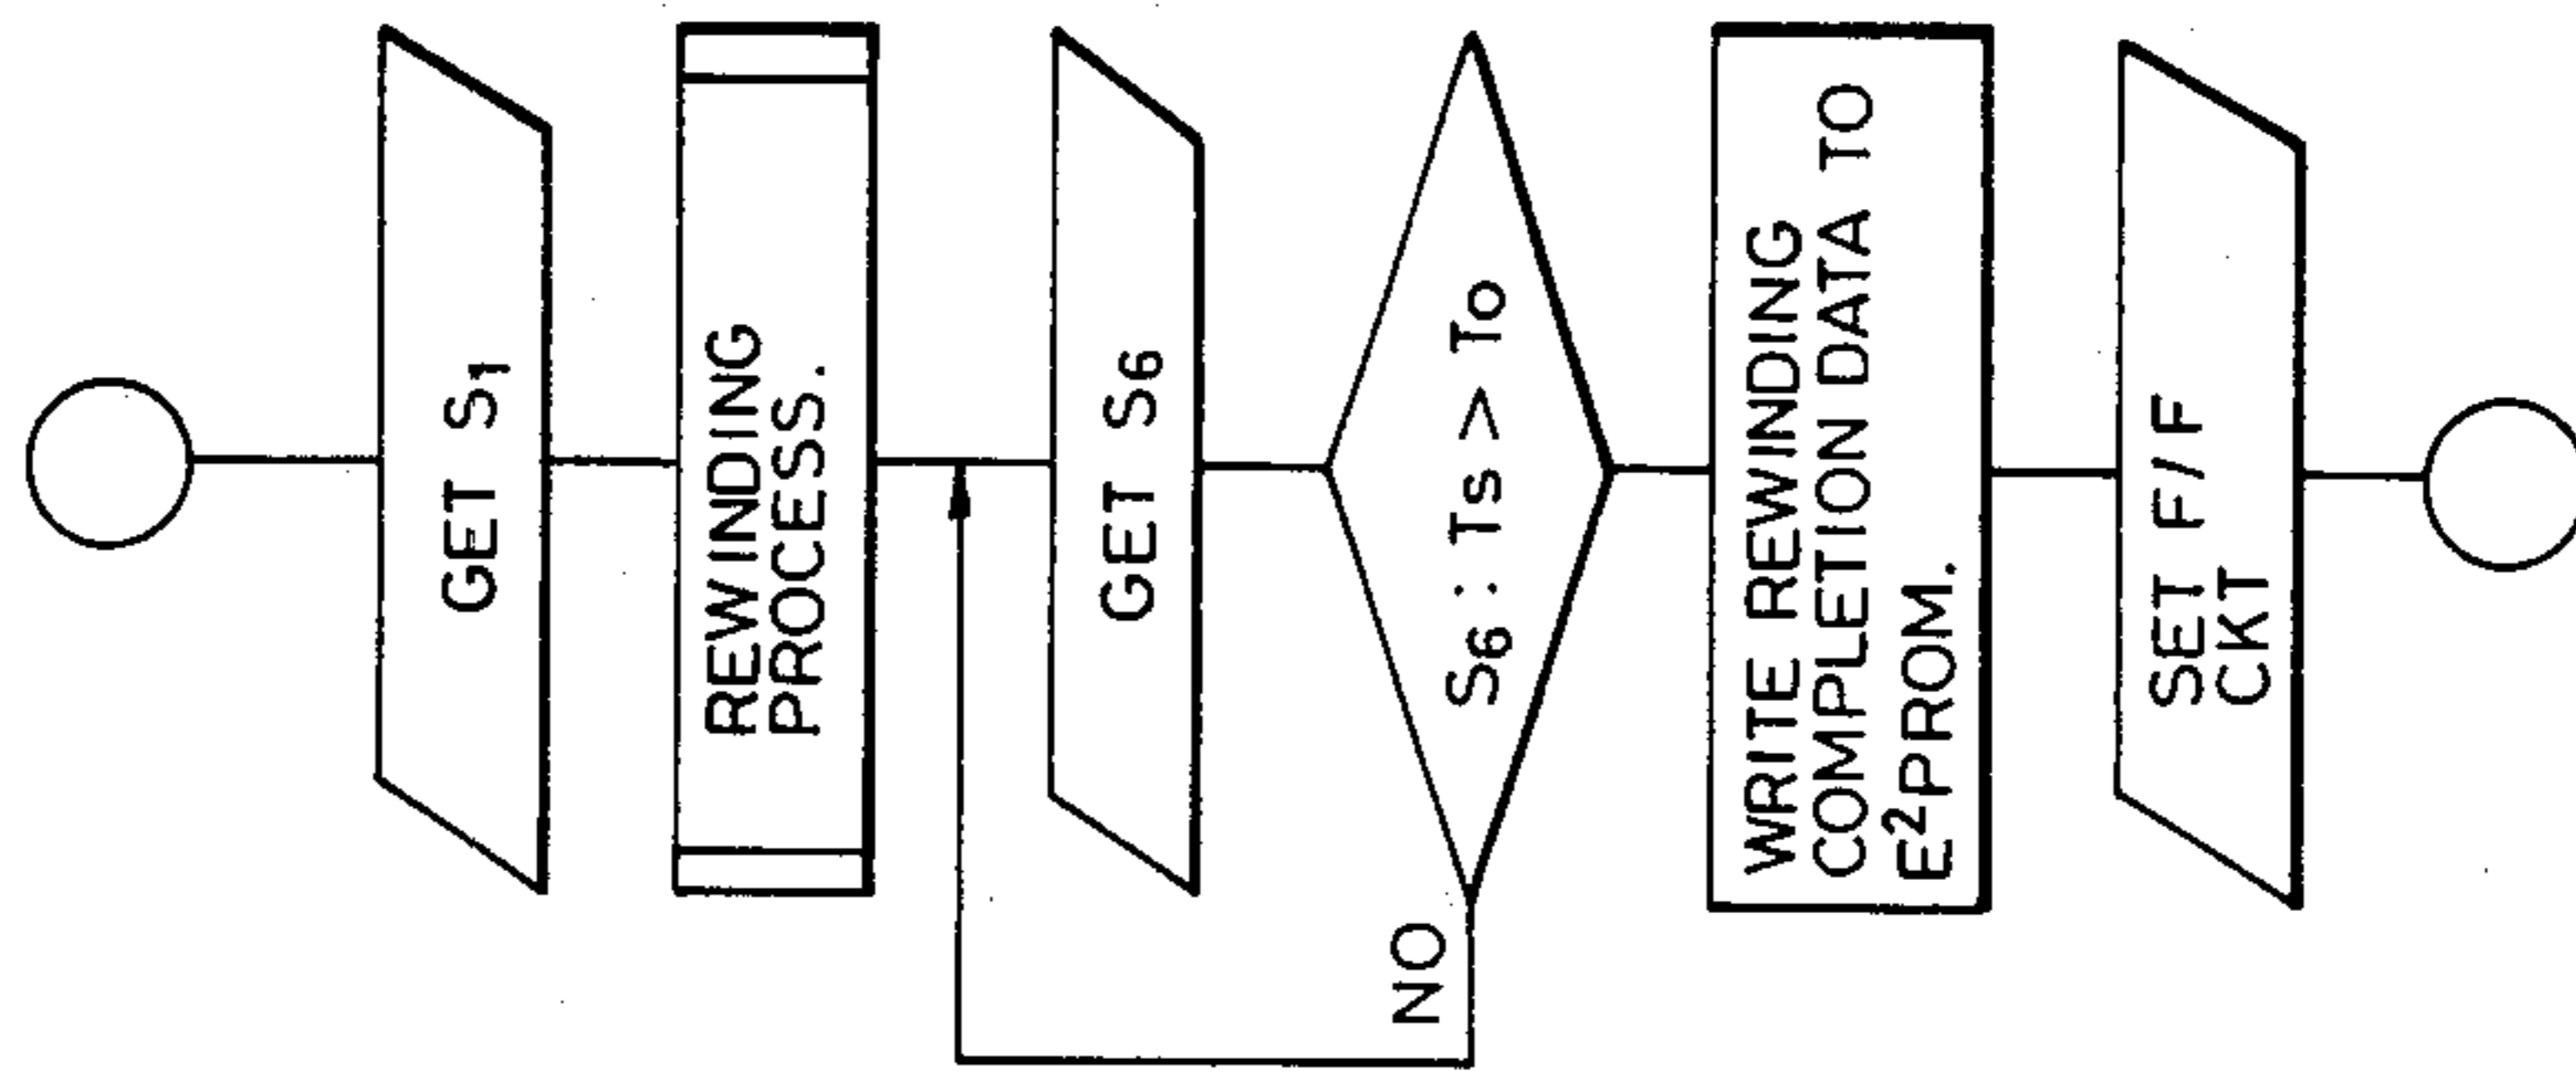 GET S₁
REWINDING
PROCESS.
GET S₆
S₆ : Ts > To
NO
WRITE REWINDING
COMPLETION DATA TO
E²PROM.
SET F/F
CKT